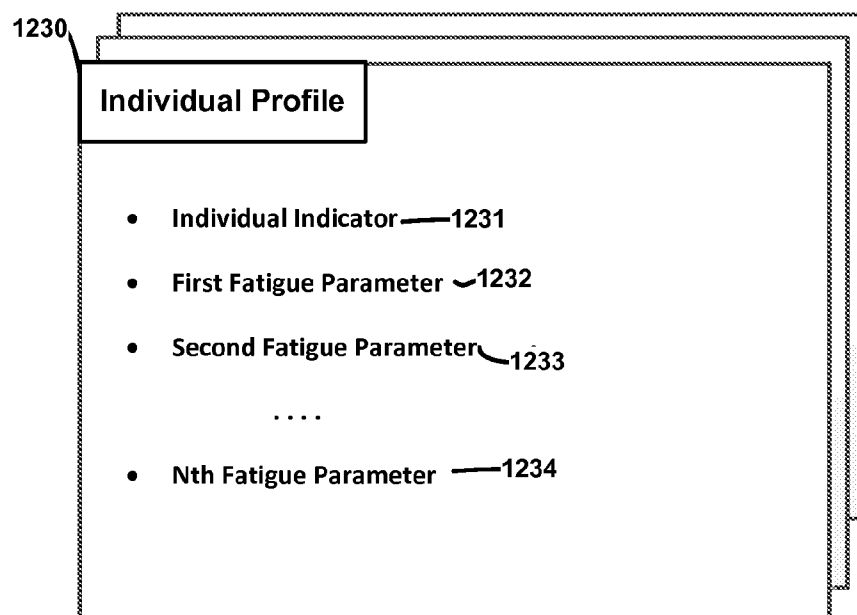 1230
Individual Profile
• Individual Indicator 1231
• First Fatigue Parameter 1232
• Second Fatigue Parameter 1233
. . . .
• Nth Fatigue Parameter 1234